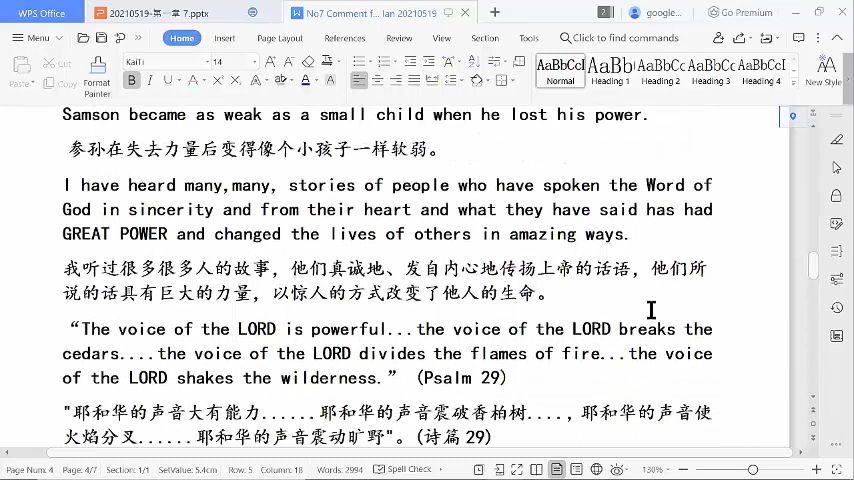 WPS Office 20210519-第一章 7.pptx No7 Comment f... Ian 20210519 + 2 google... Go Premium
Menu Home Insert Page Layout References Review View Section Tools Click to find commands
Paste Cut Copy Format Painter KaiTi 14 B I U A AaBbCcI Normal AaBb Heading 1 AaBbCc Heading 2 AaBbCc Heading 3 AaBbCcI Heading 4 New Style
Samson became as weak as a small child when he lost his power.
参孙在失去力量后变得像个小孩子一样软弱。
I have heard many,many, stories of people who have spoken the Word of
God in sincerity and from their heart and what they have said has had
GREAT POWER and changed the lives of others in amazing ways.
我听过很多很多人的故事，他们真诚地、发自内心地传扬上帝的话语，他们所
说的话具有巨大的力量，以惊人的方式改变了他人的生命。
“The voice of the LORD is powerful...the voice of the LORD breaks the
cedars....the voice of the LORD divides the flames of fire...the voice
of the LORD shakes the wilderness.” (Psalm 29)
"耶和华的声音大有能力......耶和华的声音震破香柏树....，耶和华的声音使
火焰分叉......耶和华的声音震动旷野"。(诗篇 29)
Page Num: 4 Page: 4/7 Section: 1/1 SetValue: 5.4cm Row: 5 Column: 18 Words: 2994 Spell Check 130%